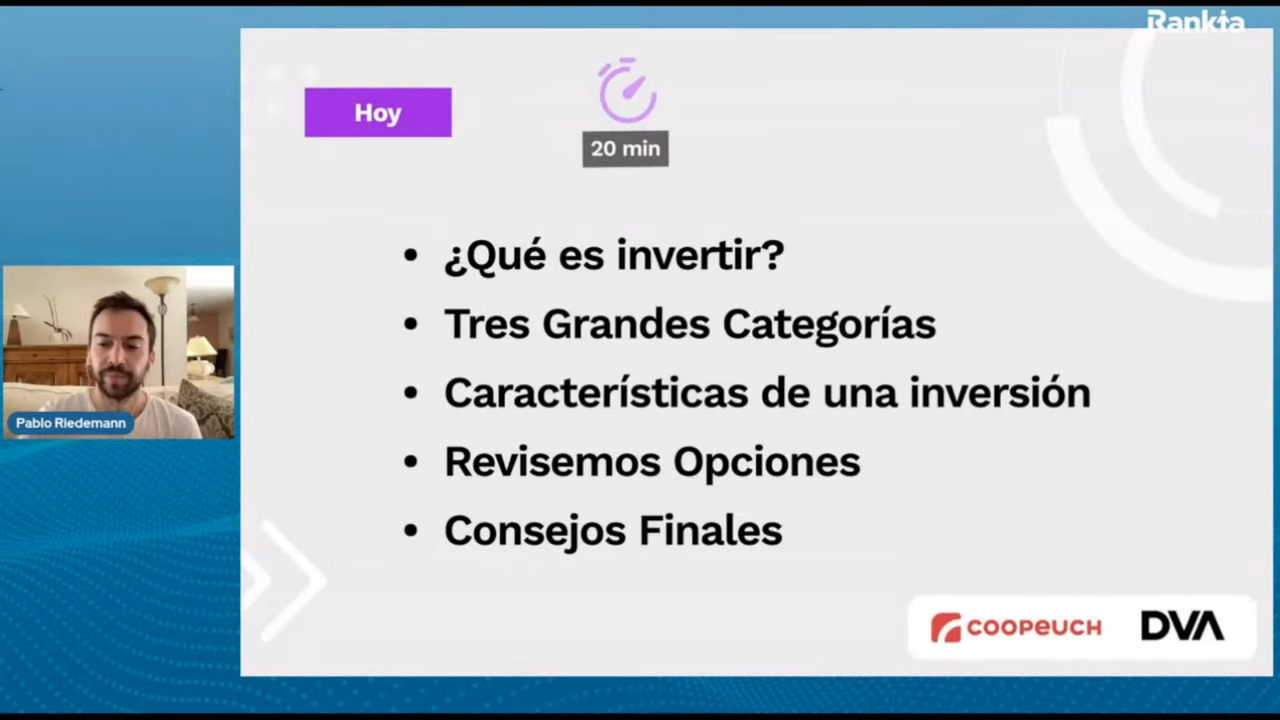 Rankia
Hoy
20 min
• ¿Qué es invertir?
• Tres Grandes Categorías
• Características de una inversión
• Revisemos Opciones
• Consejos Finales
Pablo Riedemann
COOPEUCH DVA